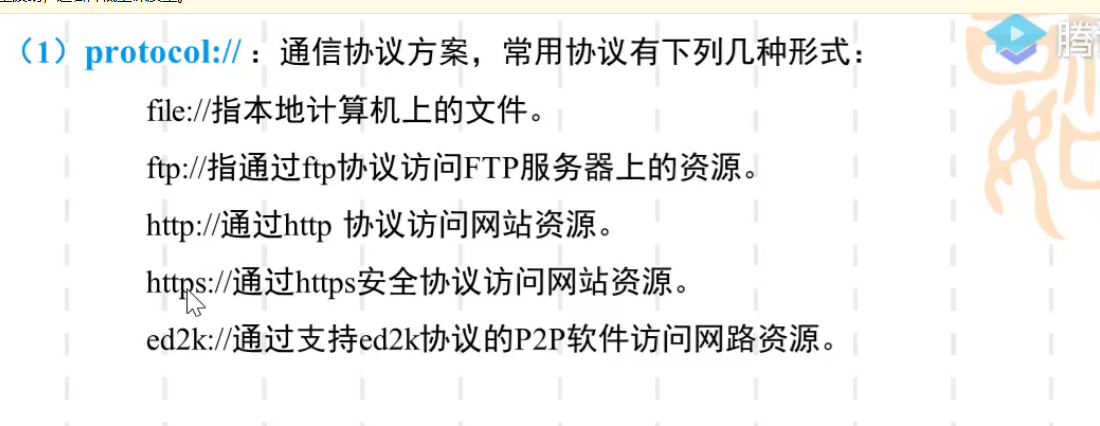 （1）protocol://：通信协议方案，常用协议有下列几种形式：
file://指本地计算机上的文件。
ftp://指通过ftp协议访问FTP服务器上的资源。
http://通过http 协议访问网站资源。
https://通过https安全协议访问网站资源。
ed2k://通过支持ed2k协议的P2P软件访问网路资源。
腾